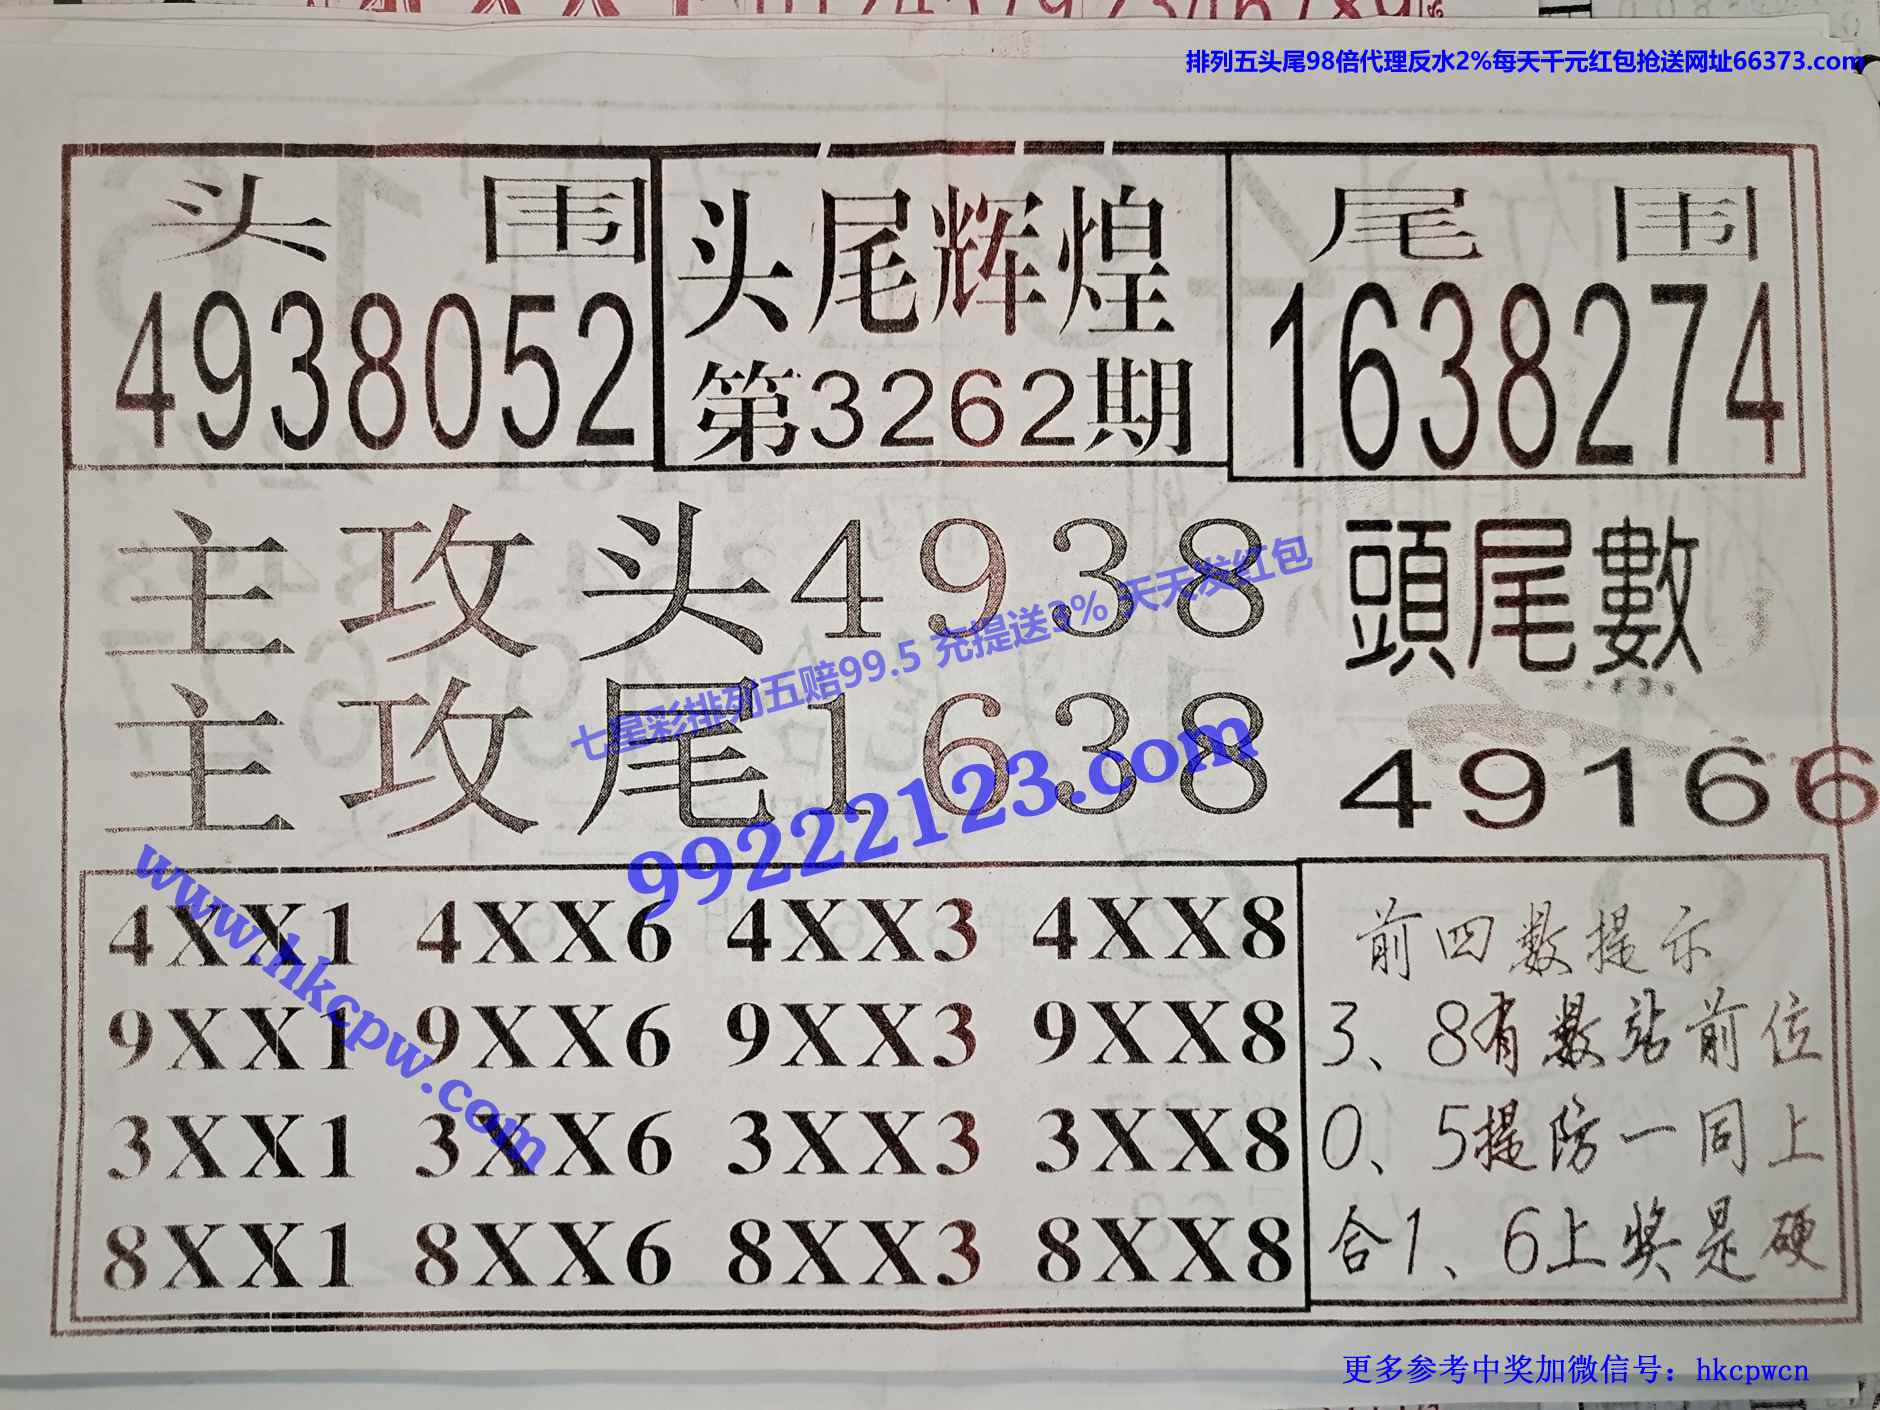 排列五头尾98倍代理反水2%每天千元红包抢送网址66373.com
头 围
4938052
头尾辉煌
第3262期
尾 围
1638274
主攻头4938
主攻尾1638
頭尾數
49166
七星彩排列五赔99.5 充提送3% 天天发红包
99222123.com
www.hkcpw.com
4XX1 4XX6 4XX3 4XX8
9XX1 9XX6 9XX3 9XX8
3XX1 3XX6 3XX3 3XX8
8XX1 8XX6 8XX3 8XX8
前四数提示
3、8有数站前位
0、5提防一同上
合1、6上奖是硬
更多参考中奖加微信号：hkcpwcn